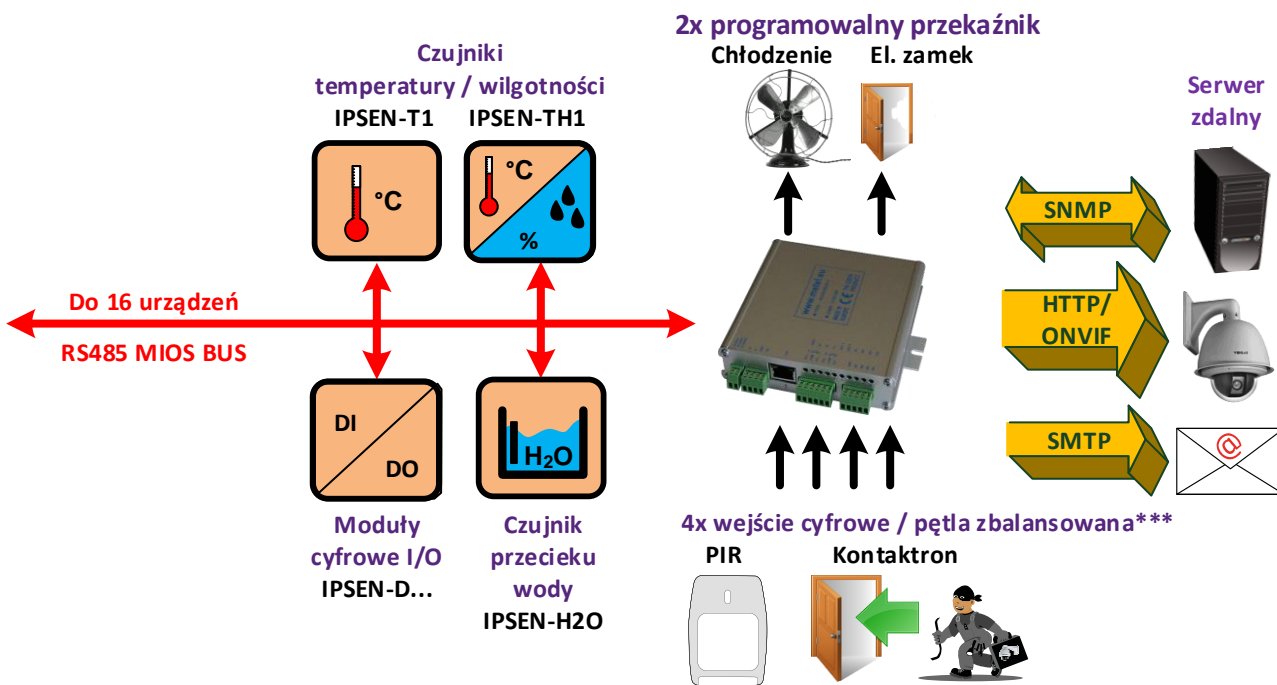 2x programowalny przekaźnik
Chłodzenie
El. zamek
Czujniki
temperatury / wilgotności
IPSEN-T1
IPSEN-TH1
°C
°C
%
Do 16 urządzeń
RS485 MIOS BUS
DI
DO
H₂O
Moduły
cyfrowe I/O
IPSEN-D...
Czujnik
przecieku
wody
IPSEN-H2O
4x wejście cyfrowe / pętla zbalansowana***
PIR
Kontaktron
Serwer
zdalny
SNMP
HTTP/
ONVIF
SMTP
@